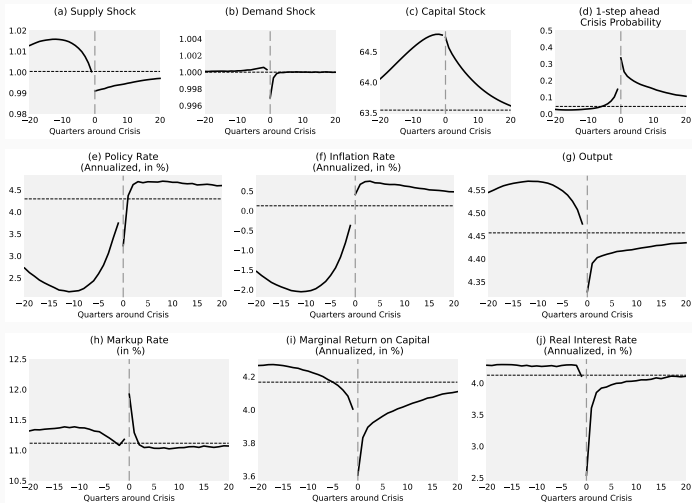 (a) Supply Shock
(b) Demand Shock
(c) Capital Stock
(d) 1-step ahead
Crisis Probability
1.02
1.01
1.00
0.99
0.98
−20 −10 0 10 20
Quarters around Crisis
1.004
1.002
1.000
0.998
0.996
−20 −10 0 10 20
Quarters around Crisis
64.5
64.0
63.5
−20 −10 0 10 20
Quarters around Crisis
0.5
0.4
0.3
0.2
0.1
0.0
−20 −10 0 10 20
Quarters around Crisis
(e) Policy Rate
(Annualized, in %)
4.5
4.0
3.5
3.0
2.5
−20 −15 −10 −5 0 5 10 15 20
Quarters around Crisis
(f) Inflation Rate
(Annualized, in %)
0.5
0.0
−0.5
−1.0
−1.5
−2.0
−20 −15 −10 −5 0 5 10 15 20
Quarters around Crisis
(g) Output
4.55
4.50
4.45
4.40
4.35
−20 −15 −10 −5 0 5 10 15 20
Quarters around Crisis
(h) Markup Rate
(in %)
12.5
12.0
11.5
11.0
10.5
−20 −15 −10 −5 0 5 10 15 20
Quarters around Crisis
(i) Marginal Return on Capital
(Annualized, in %)
4.2
4.0
3.8
3.6
−20 −15 −10 −5 0 5 10 15 20
Quarters around Crisis
(j) Real Interest Rate
(Annualized, in %)
4.0
3.5
3.0
2.5
−20 −15 −10 −5 0 5 10 15 20
Quarters around Crisis